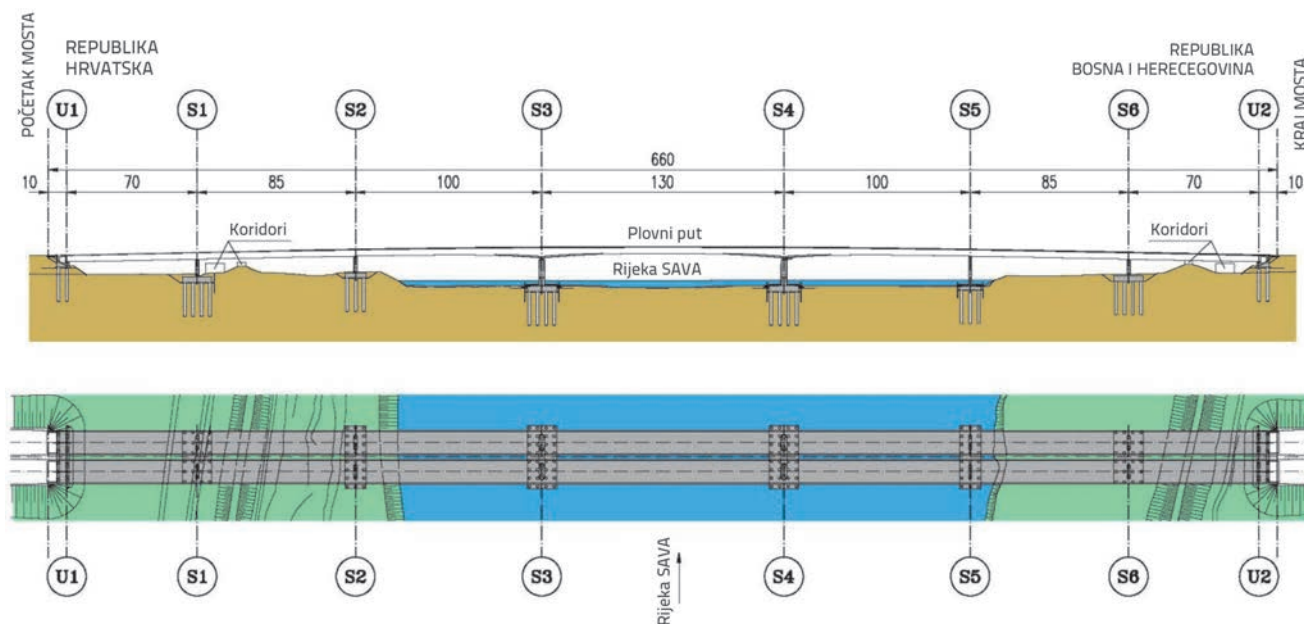 POČETAK MOSTA
REPUBLIKA
HRVATSKA
REPUBLIKA
BOSNA I HERECEGOVINA
KRAJ MOSTA
U1
S1
S2
S3
S4
S5
S6
U2
660
10
70
85
100
130
100
85
70
10
Koridori
Plovni put
Koridori
Rijeka SAVA
U1
S1
S2
S3
Rijeka SAVA
S4
S5
S6
U2